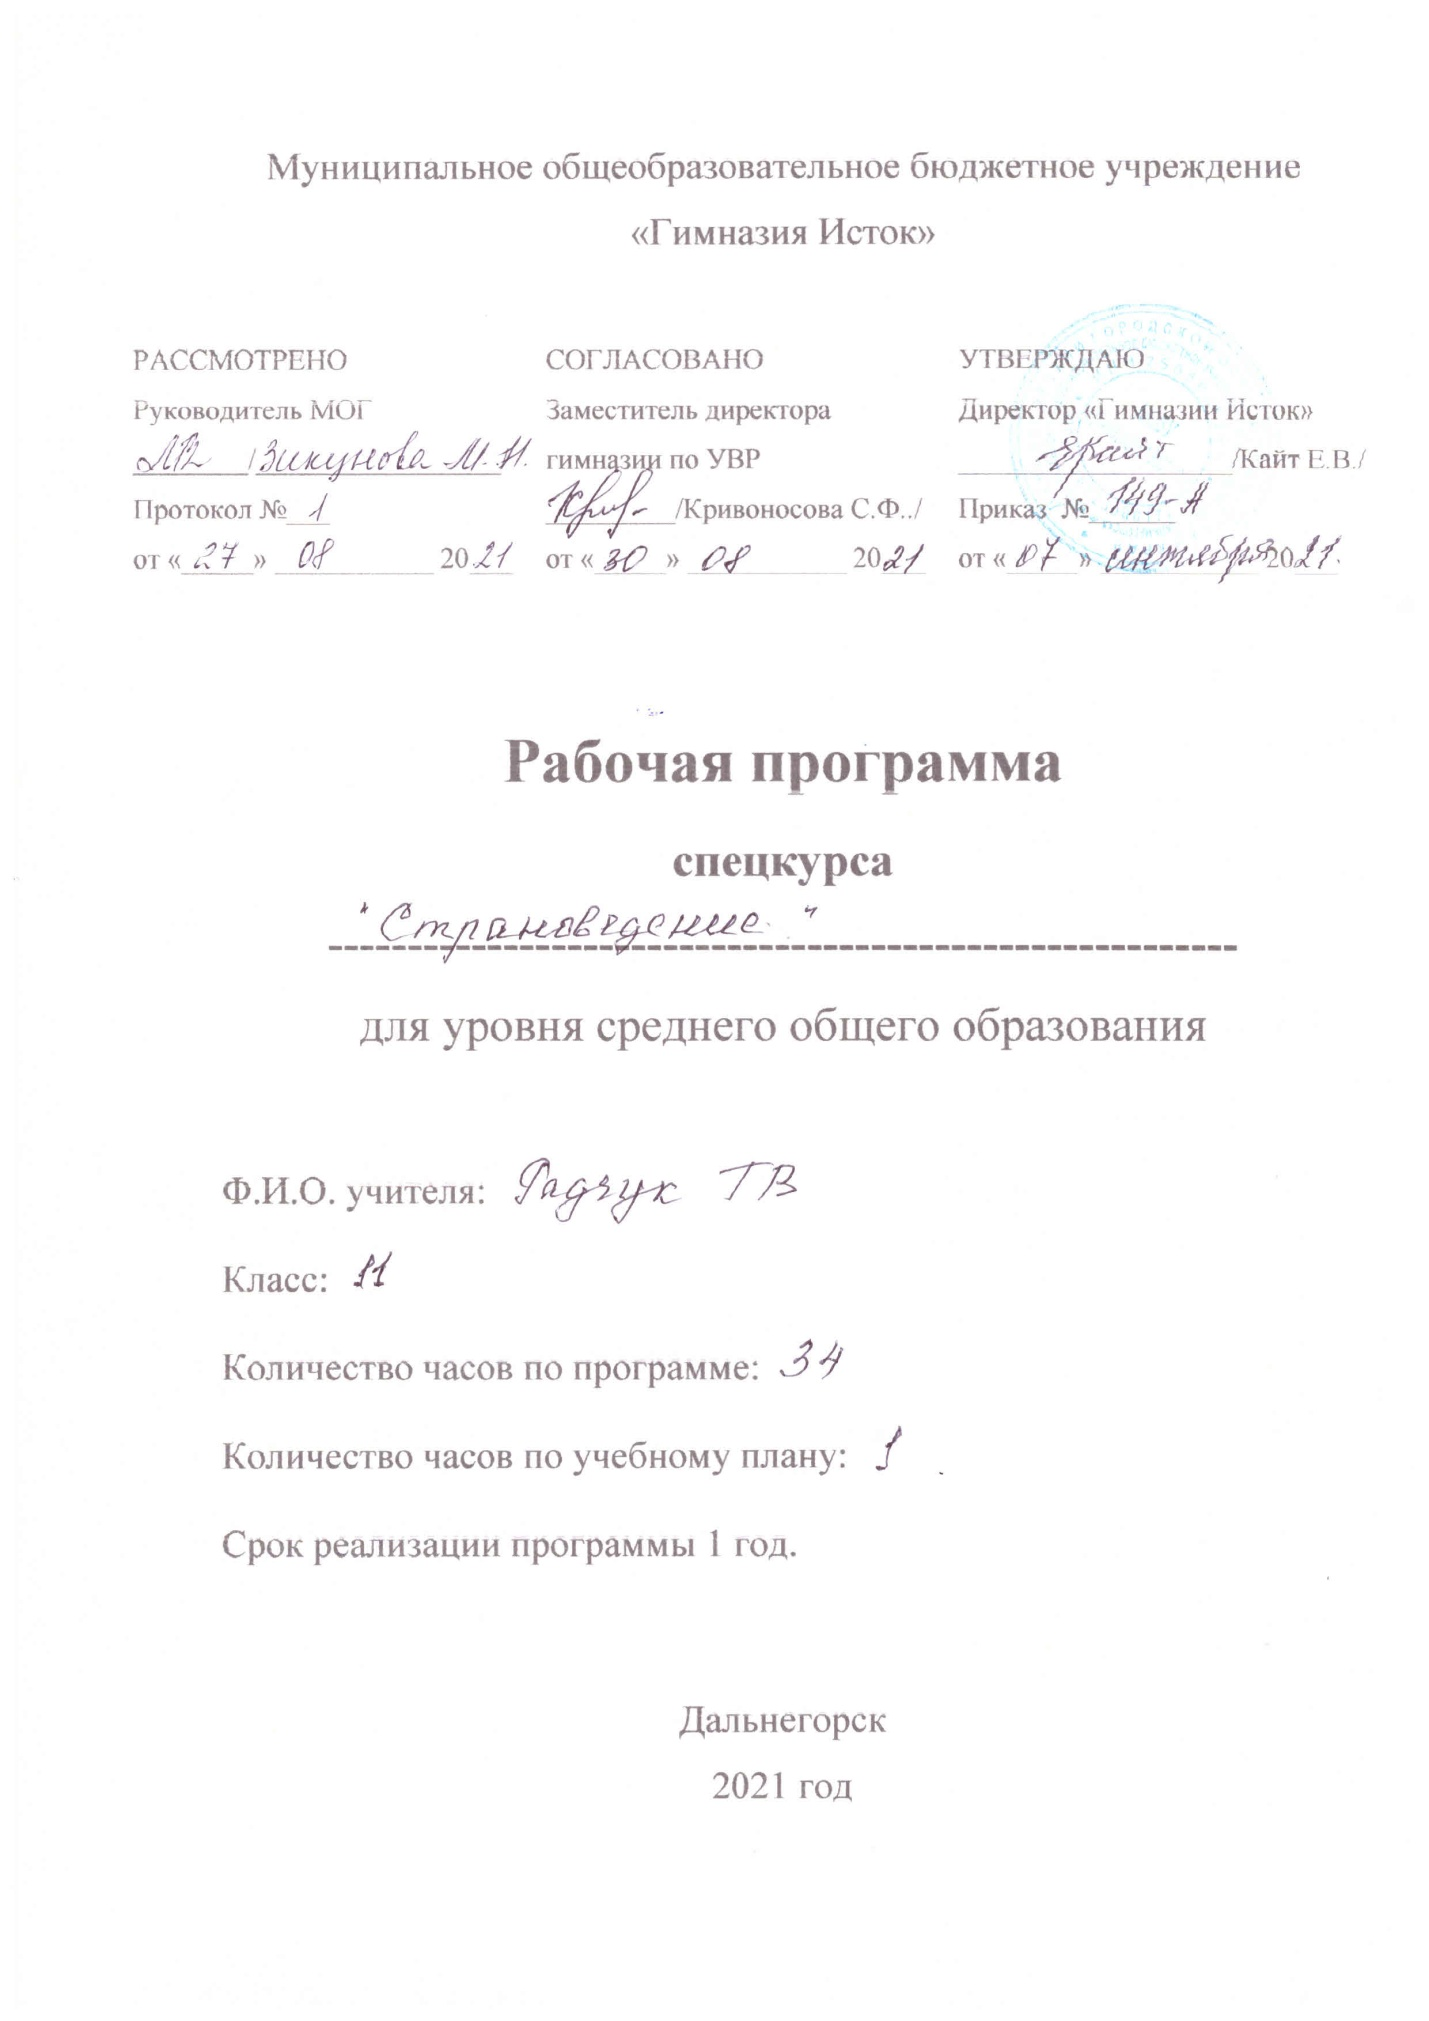 Муниципальное общеобразовательное бюджетное учреждение
«Гимназия Исток»
РАССМОТРЕНО
Руководитель МОГ
/Викунова М.Н.
Протокол № 1
от « 27 » 08 2021
СОГЛАСОВАНО
Заместитель директора
гимназии по УВР
/Кривоносова С.Ф../
от « 30 » 08 2021
УТВЕРЖДАЮ
Директор «Гимназии Исток»
/Кайт Е.В./
Приказ № 149-А
от « 07 » сентября 2021.
Рабочая программа
спецкурса
"Страноведение"
для уровня среднего общего образования
Ф.И.О. учителя: Радчук ТВ
Класс: 11
Количество часов по программе: 34
Количество часов по учебному плану: 1
Срок реализации программы 1 год.
Дальнегорск
2021 год